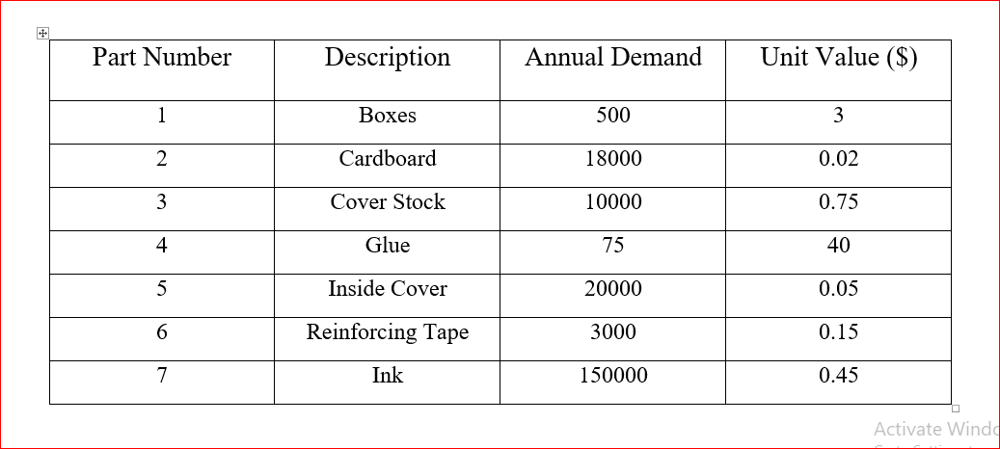 Part Number Description Annual Demand Unit Value ($)
1 Boxes 500 3
2 Cardboard 18000 0.02
3 Cover Stock 10000 0.75
4 Glue 75 40
5 Inside Cover 20000 0.05
6 Reinforcing Tape 3000 0.15
7 Ink 150000 0.45
Activate Windo